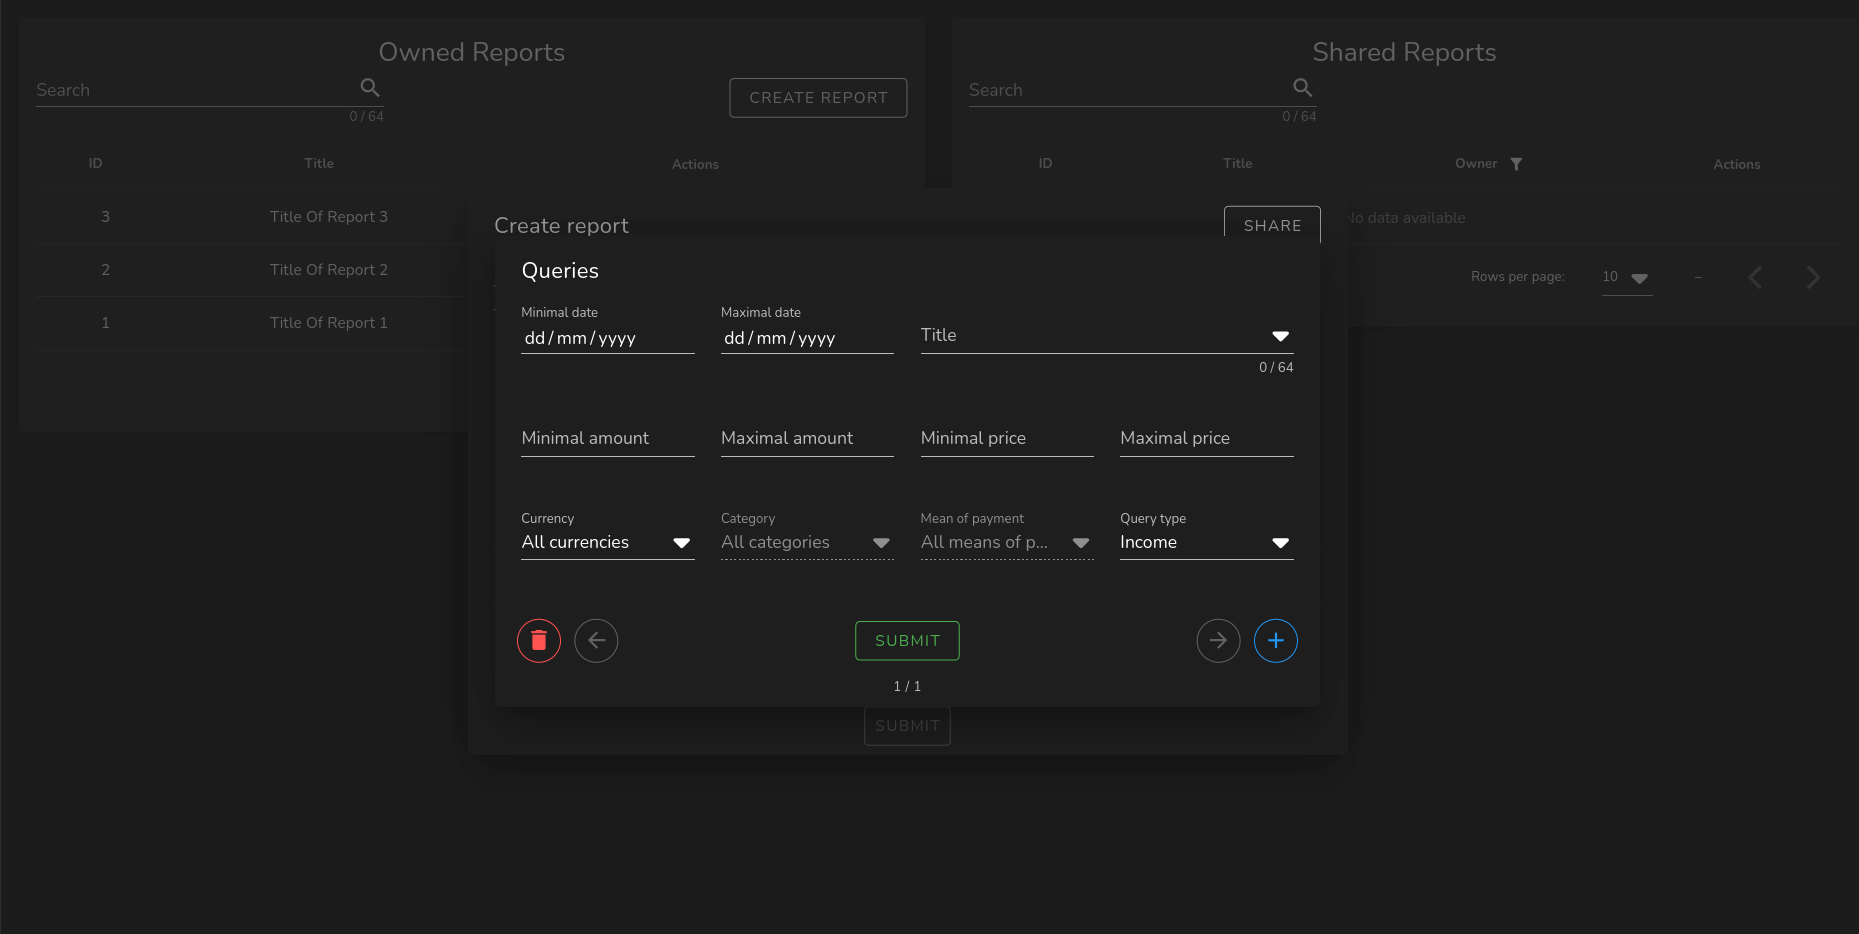 Owned Reports
Search
0 / 64
CREATE REPORT
ID Title Actions
3 Title Of Report 3
2 Title Of Report 2
1 Title Of Report 1
Shared Reports
Search
0 / 64
ID Title Owner Actions
No data available
Rows per page: 10 –
Create report
SHARE
Queries
Minimal date Maximal date
dd/mm/yyyy dd/mm/yyyy Title
0 / 64
Minimal amount Maximal amount Minimal price Maximal price
Currency Category Mean of payment Query type
All currencies All categories All means of p... Income
SUBMIT
1 / 1
SUBMIT